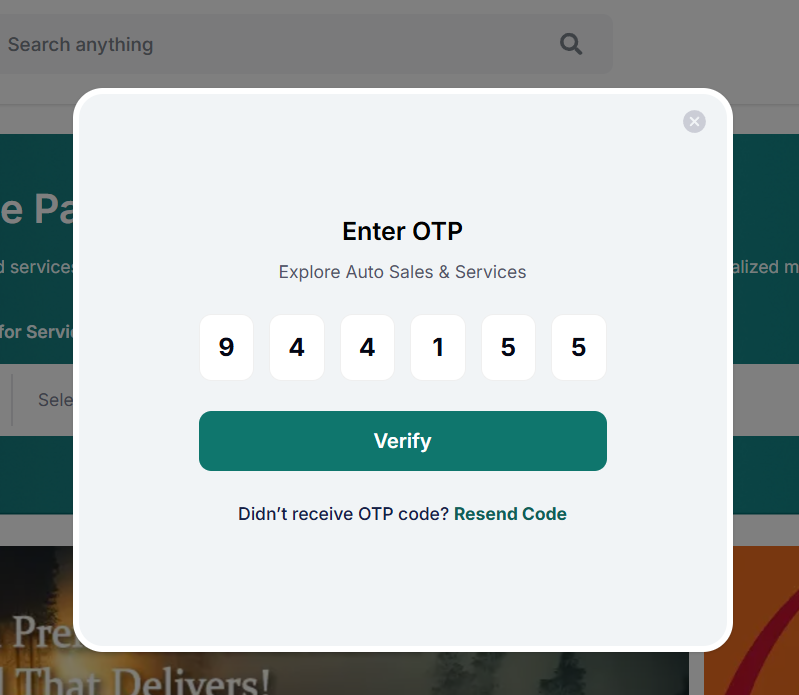 Search anything
e Pa
Enter OTP
d services
Explore Auto Sales & Services
alized m
for Servi
9 4 4 1 5 5
Sele
Verify
Didn’t receive OTP code? Resend Code
Pre
That Delivers!